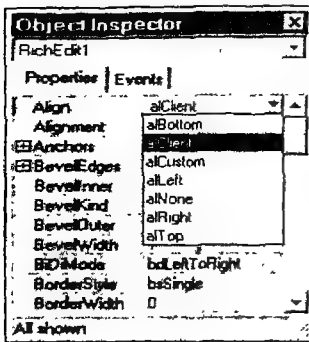 Object Inspector
RichEdit1
Properties Events
Align alClient
Alignment alBottom
Anchors alClient
BevelEdges alCustom
BevelInner alLeft
BevelKind alNone
BevelOuter alRight
BevelWidth alTop
BiDiMode bdLeftToRight
BorderStyle bsSingle
BorderWidth 0
All shown